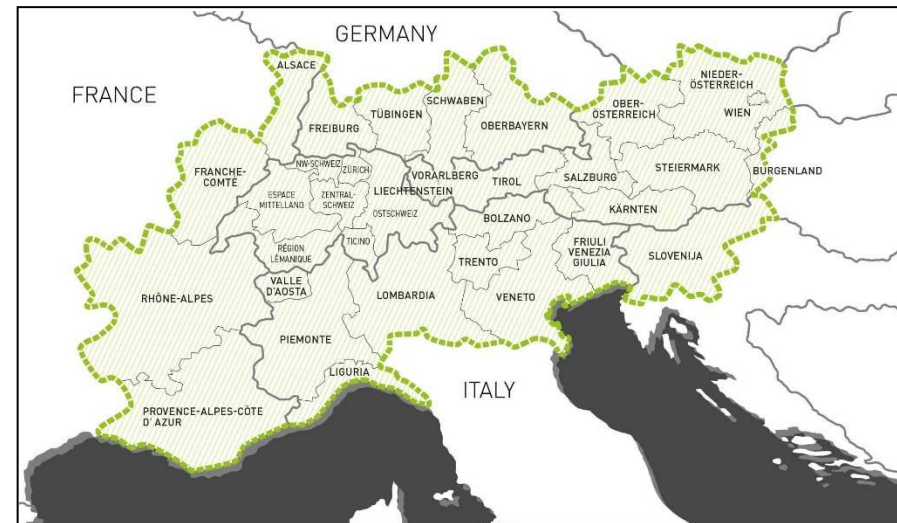 GERMANY
FRANCE
ITALY
ALSACE
FREIBURG
TÜBINGEN
SCHWABEN
OBERBAYERN
OBER-
ÖSTERREICH
NIEDER-
ÖSTERREICH
WIEN
BURGENLAND
STEIERMARK
SALZBURG
KÄRNTEN
TIROL
VORARLBERG
LIECHTENSTEIN
FRANCHE-
COMTÉ
NW-SCHWEIZ
ZÜRICH
ESPACE
MITTELLAND
ZENTRAL-
SCHWEIZ
OSTSCHWEIZ
TICINO
RÉGION
LÉMANIQUE
BOLZANO
TRENTO
FRIULI
VENEZIA
GIULIA
SLOVENIJA
RHÔNE-ALPES
VALLE
D'AOSTA
LOMBARDIA
VENETO
PIEMONTE
LIGURIA
PROVENCE-ALPES-CÔTE
D' AZUR